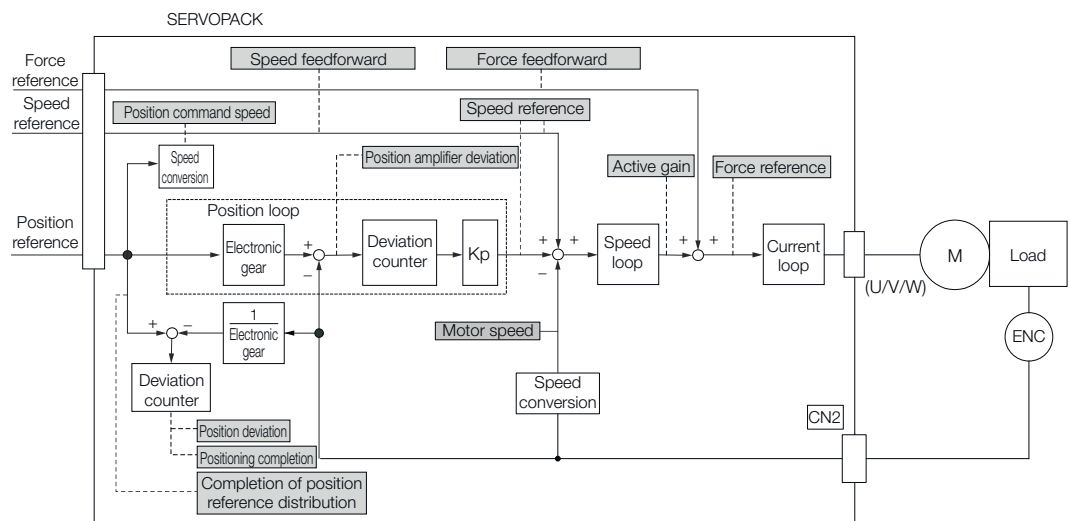 SERVOPACK
Force
reference
Speed
reference
Speed feedforward
Force feedforward
Position command speed
Speed reference
Speed
conversion
Position amplifier deviation
Active gain
Force reference
Position
reference
Position loop
Electronic
gear
+
−
Deviation
counter
Kp
+
+
−
Speed
loop
+
+
Current
loop
(U/V/W)
M
Load
+
−
1
Electronic
gear
Motor speed
ENC
Deviation
counter
Speed
conversion
CN2
Position deviation
Positioning completion
Completion of position
reference distribution